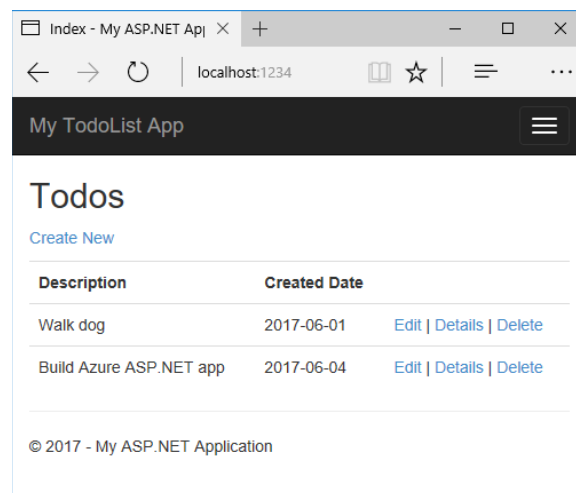 Index - My ASP.NET Ap
localhost:1234
My TodoList App
Todos
Create New
Description Created Date
Walk dog 2017-06-01 Edit | Details | Delete
Build Azure ASP.NET app 2017-06-04 Edit | Details | Delete
© 2017 - My ASP.NET Application